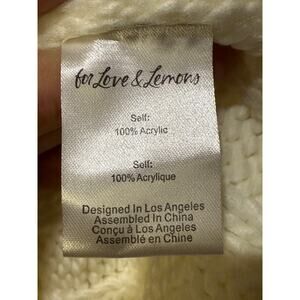 for Love & Lemons
Self:
100% Acrylic
Self:
100% Acrylique
Designed In Los Angeles
Assembled In China
Conçu à Los Angeles
Assemblé en Chine